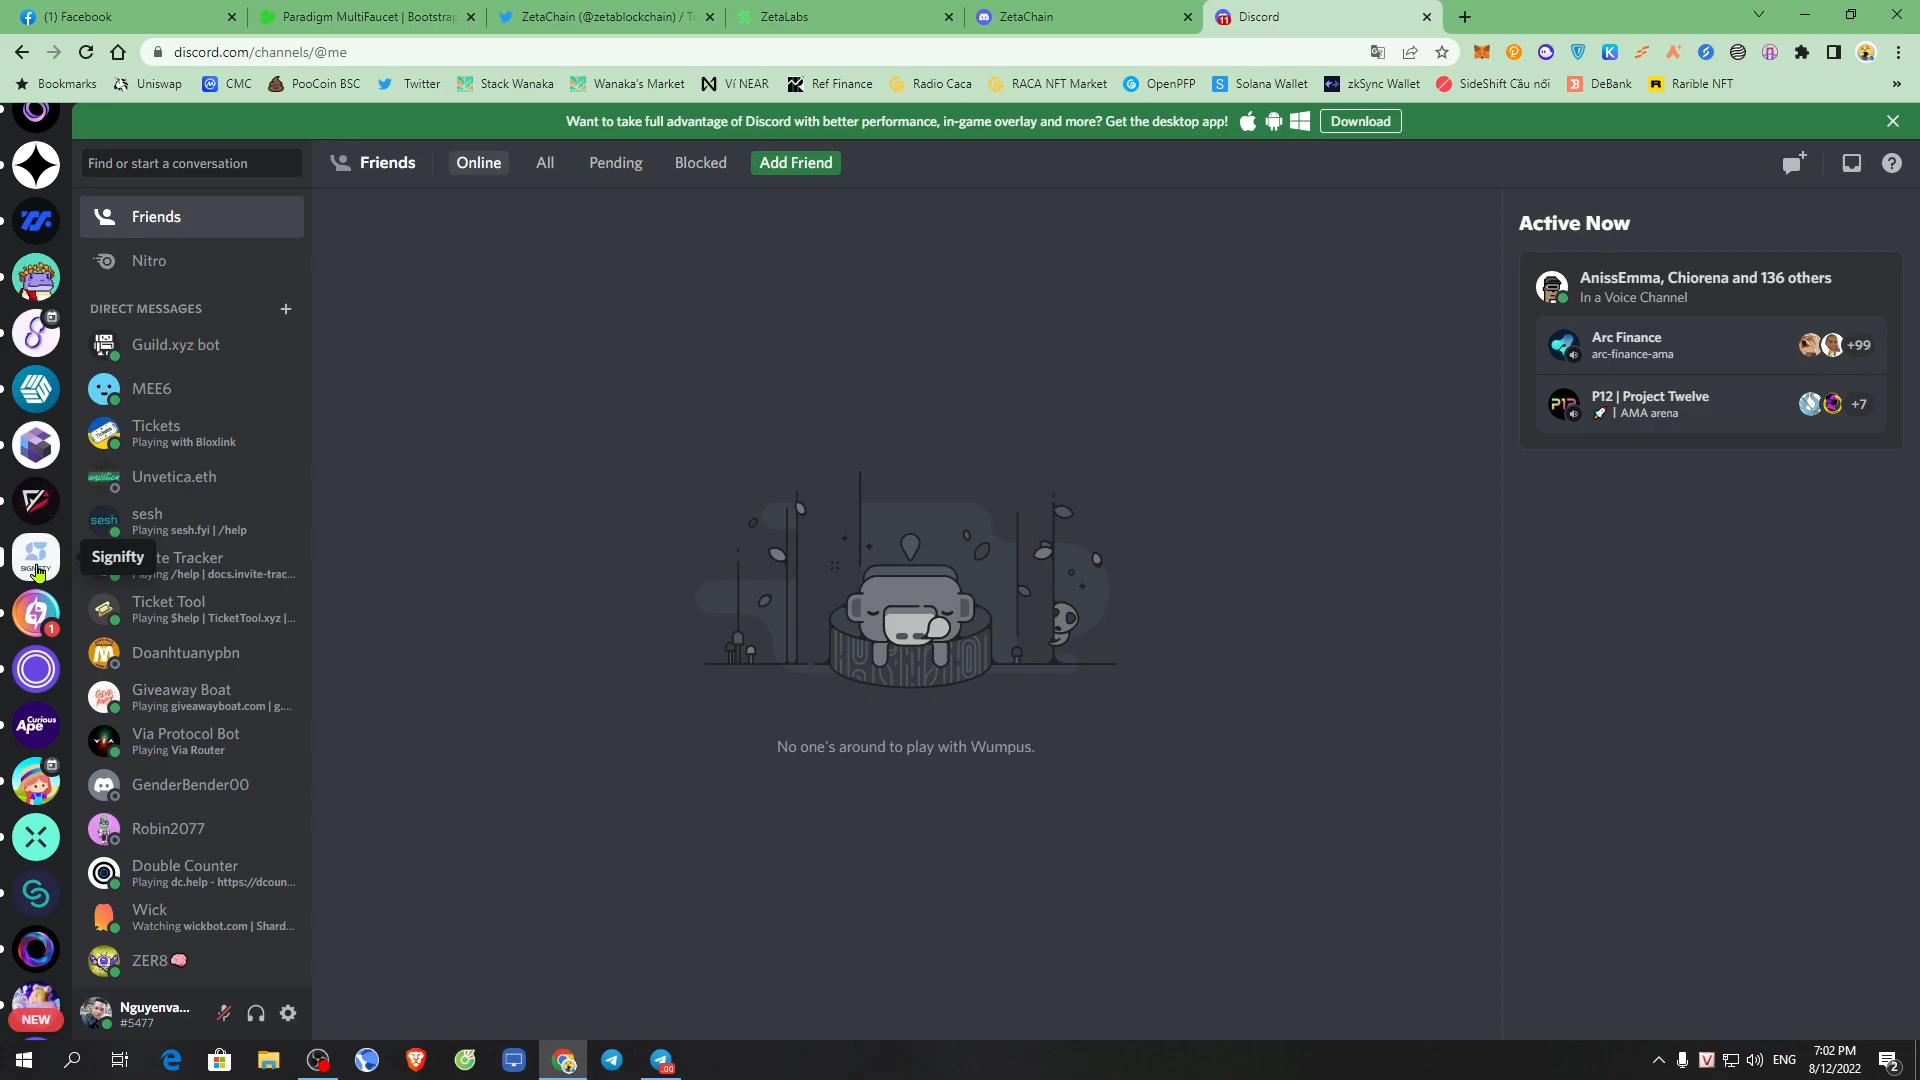 (1) Facebook
Paradigm MultiFaucet | Bootstrap
ZetaChain (@zetablockchain) / Tw
ZetaLabs
ZetaChain
11
Discord
discord.com/channels/@me
Bookmarks
Uniswap
CMC
PooCoin BSC
Twitter
Stack Wanaka
Wanaka's Market
Ví NEAR
Ref Finance
Radio Caca
RACA NFT Market
OpenPFP
Solana Wallet
zkSync Wallet
SideShift Cầu nối
DeBank
Rarible NFT
Want to take full advantage of Discord with better performance, in-game overlay and more? Get the desktop app!
Download
Find or start a conversation
Friends
Online
All
Pending
Blocked
Add Friend
Friends
Nitro
DIRECT MESSAGES
Guild.xyz bot
MEE6
Tickets
Playing with Bloxlink
Unvetica.eth
sesh
sesh
Playing sesh.fyi | /help
Signifty
te Tracker
Playing /help | docs.invite-trac...
Ticket Tool
Playing $help | TicketTool.xyz |...
1
Doanhtuanypbn
Giveaway Boat
Playing giveawayboat.com | g....
Curious
Ape
Via Protocol Bot
Playing Via Router
GenderBender00
Robin2077
Double Counter
Playing dc.help - https://dcoun...
Wick
Watching wickbot.com | Shard...
ZER8
NEW
Nguyenva...
#5477
No one's around to play with Wumpus.
Active Now
AnissEmma, Chiorena and 136 others
In a Voice Channel
Arc Finance
arc-finance-ama
+99
P12
P12 | Project Twelve
| AMA arena
+7
ENG
7:02 PM
8/12/2022
2